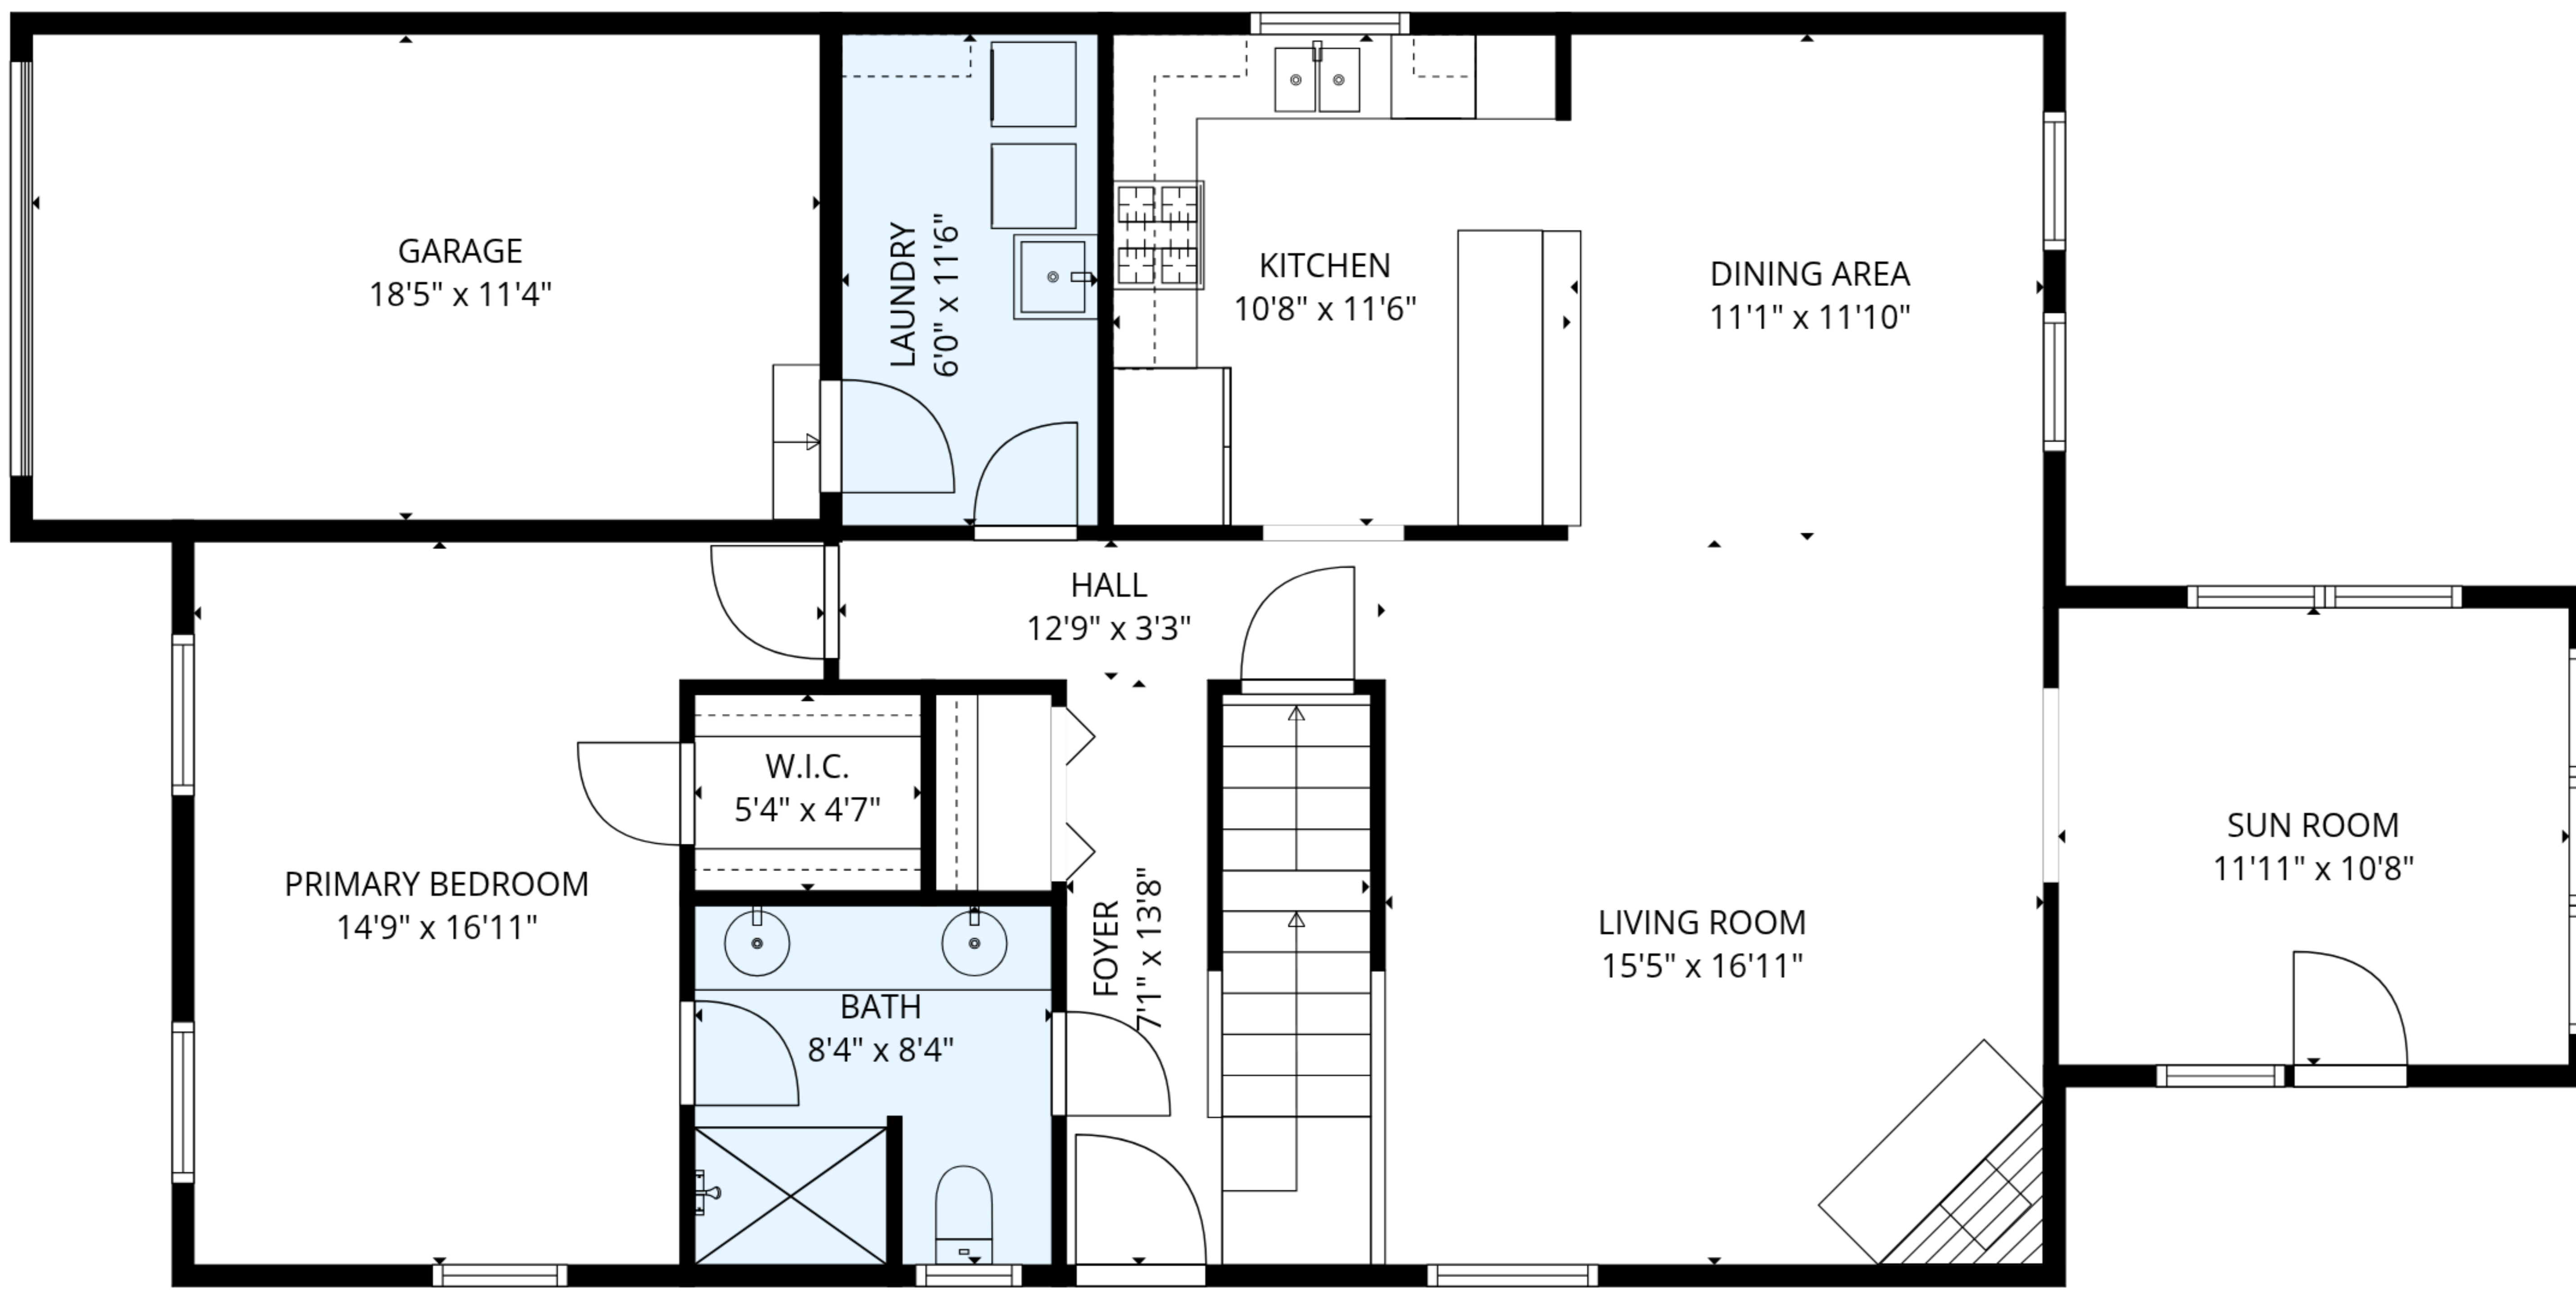 GARAGE
18'5" x 11'4"
LAUNDRY
6'0" x 11'6"
KITCHEN
10'8" x 11'6"
DINING AREA
11'1" x 11'10"
HALL
12'9" x 3'3"
W.I.C.
5'4" x 4'7"
PRIMARY BEDROOM
14'9" x 16'11"
BATH
8'4" x 8'4"
FOYER
7'1" x 13'8"
LIVING ROOM
15'5" x 16'11"
SUN ROOM
11'11" x 10'8"